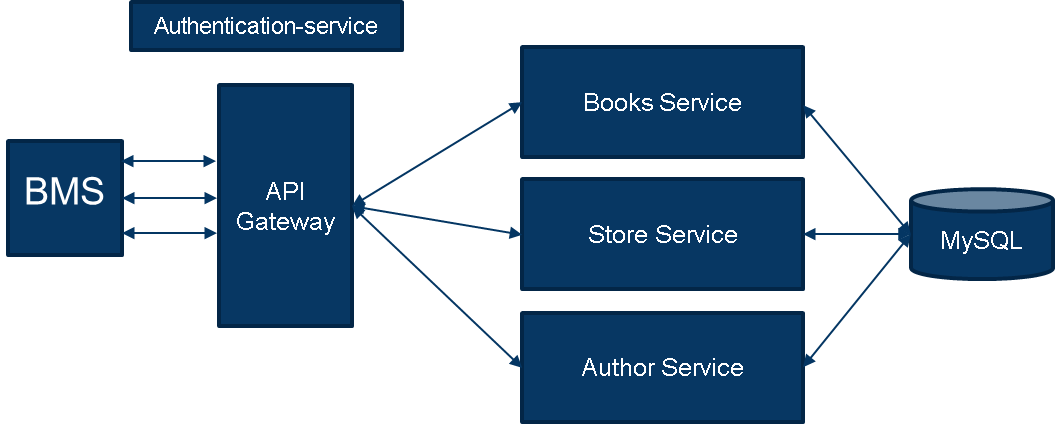 Authentication-service
BMS
API
Gateway
Books Service
Store Service
Author Service
MySQL